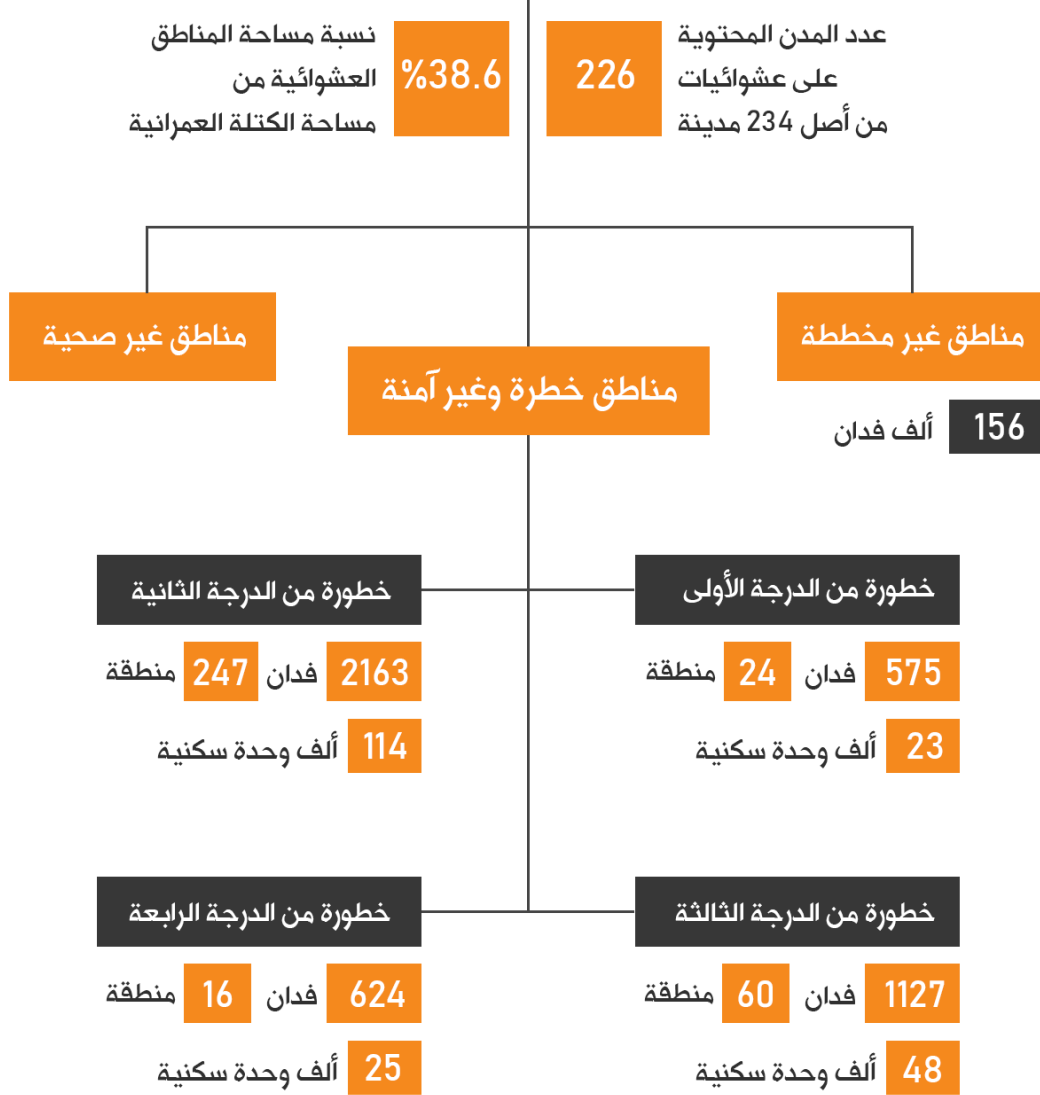 عدد المدن المحتوية
على عشوائيات
من أصل 234 مدينة
226
نسبة مساحة المناطق
العشوائية من
مساحة الكتلة العمرانية
%38.6
مناطق غير مخططة
156 ألف فدان
مناطق خطرة وغير آمنة
مناطق غير صحية
خطورة من الدرجة الأولى
575 فدان 24 منطقة
23 ألف وحدة سكنية
خطورة من الدرجة الثانية
2163 فدان 247 منطقة
114 ألف وحدة سكنية
خطورة من الدرجة الثالثة
1127 فدان 60 منطقة
48 ألف وحدة سكنية
خطورة من الدرجة الرابعة
624 فدان 16 منطقة
25 ألف وحدة سكنية